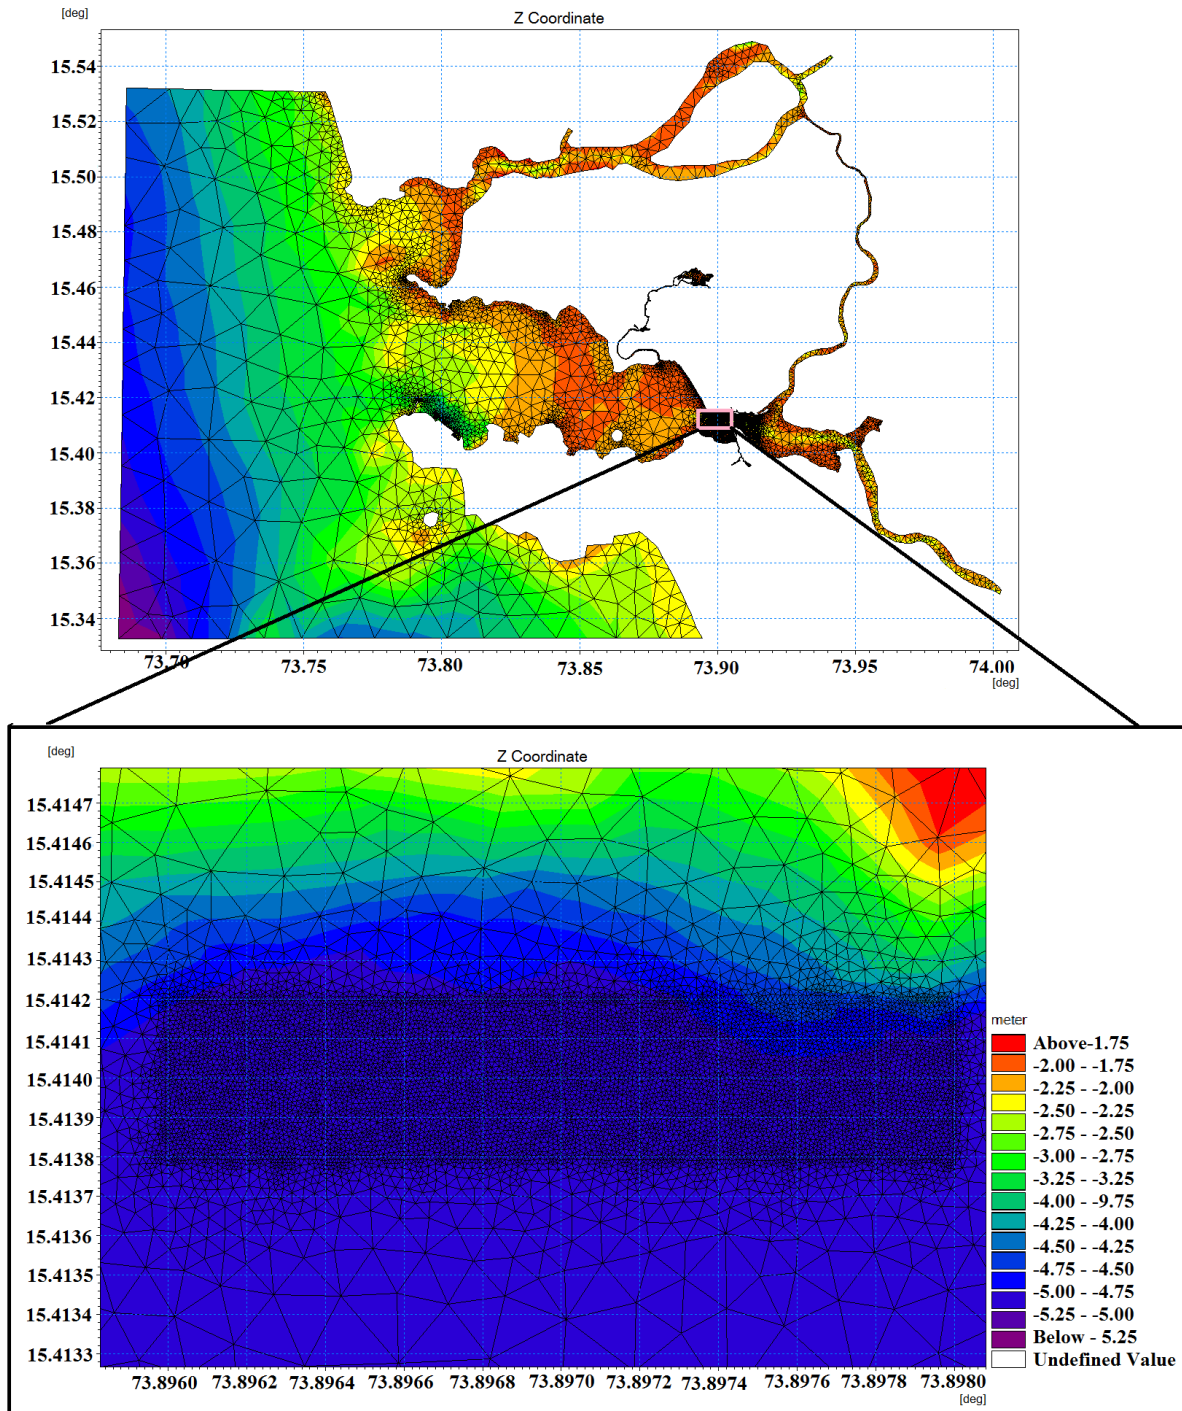 [deg]
Z Coordinate
15.54
15.52
15.50
15.48
15.46
15.44
15.42
15.40
15.38
15.36
15.34
73.70 73.75 73.80 73.85 73.90 73.95 74.00
[deg]
[deg]
Z Coordinate
15.4147
15.4146
15.4145
15.4144
15.4143
15.4142
15.4141
15.4140
15.4139
15.4138
15.4137
15.4136
15.4135
15.4134
15.4133
73.8960 73.8962 73.8964 73.8966 73.8968 73.8970 73.8972 73.8974 73.8976 73.8978 73.8980
[deg]
meter
Above-1.75
-2.00 - -1.75
-2.25 - -2.00
-2.50 - -2.25
-2.75 - -2.50
-3.00 - -2.75
-3.25 - -3.25
-4.00 - -9.75
-4.25 - -4.00
-4.50 - -4.25
-4.75 - -4.50
-5.00 - -4.75
-5.25 - -5.00
Below - 5.25
Undefined Value